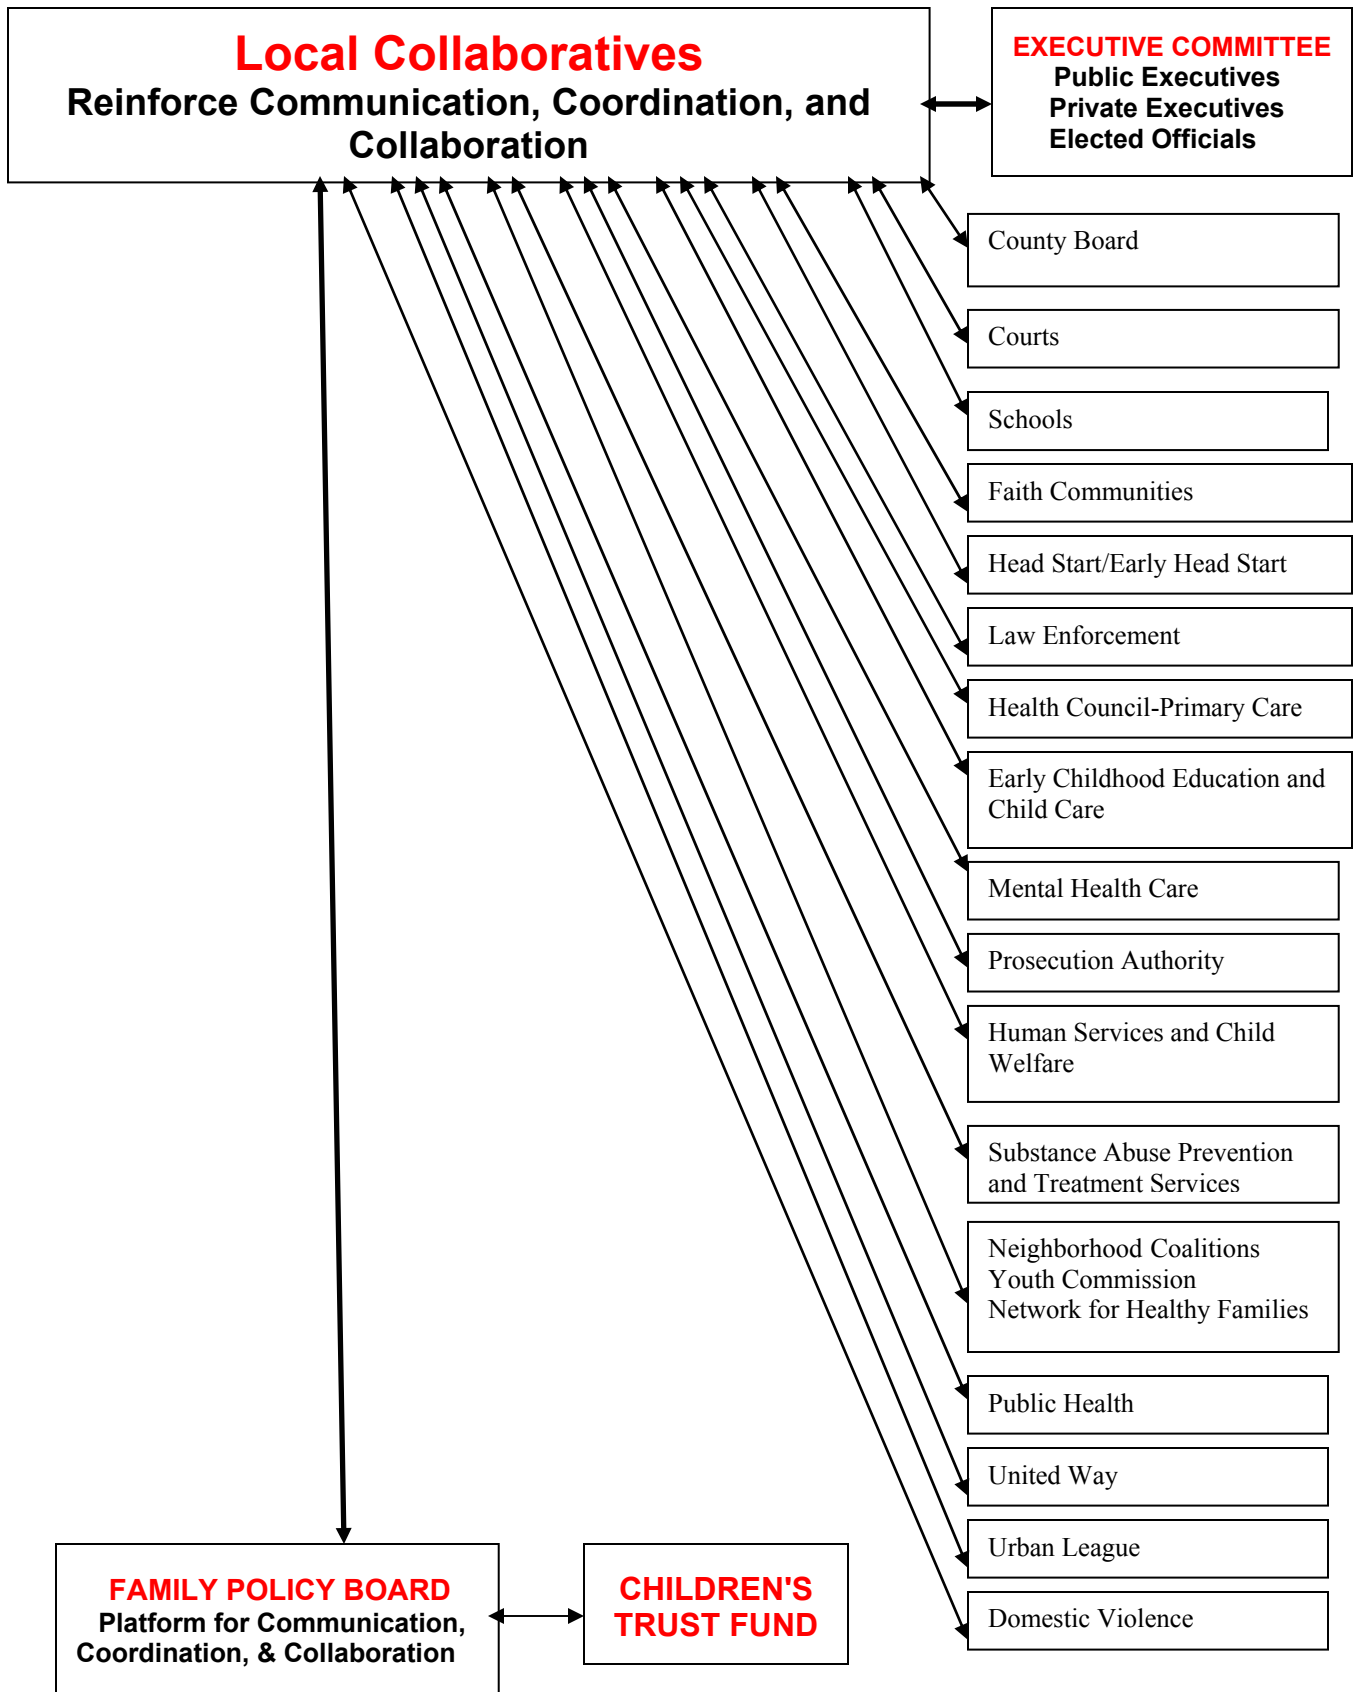 Local Collaboratives
Reinforce Communication, Coordination, and
Collaboration
EXECUTIVE COMMITTEE
Public Executives
Private Executives
Elected Officials
County Board
Courts
Schools
Faith Communities
Head Start/Early Head Start
Law Enforcement
Health Council-Primary Care
Early Childhood Education and
Child Care
Mental Health Care
Prosecution Authority
Human Services and Child
Welfare
Substance Abuse Prevention
and Treatment Services
Neighborhood Coalitions
Youth Commission
Network for Healthy Families
Public Health
United Way
Urban League
Domestic Violence
FAMILY POLICY BOARD
Platform for Communication,
Coordination, & Collaboration
CHILDREN'S
TRUST FUND